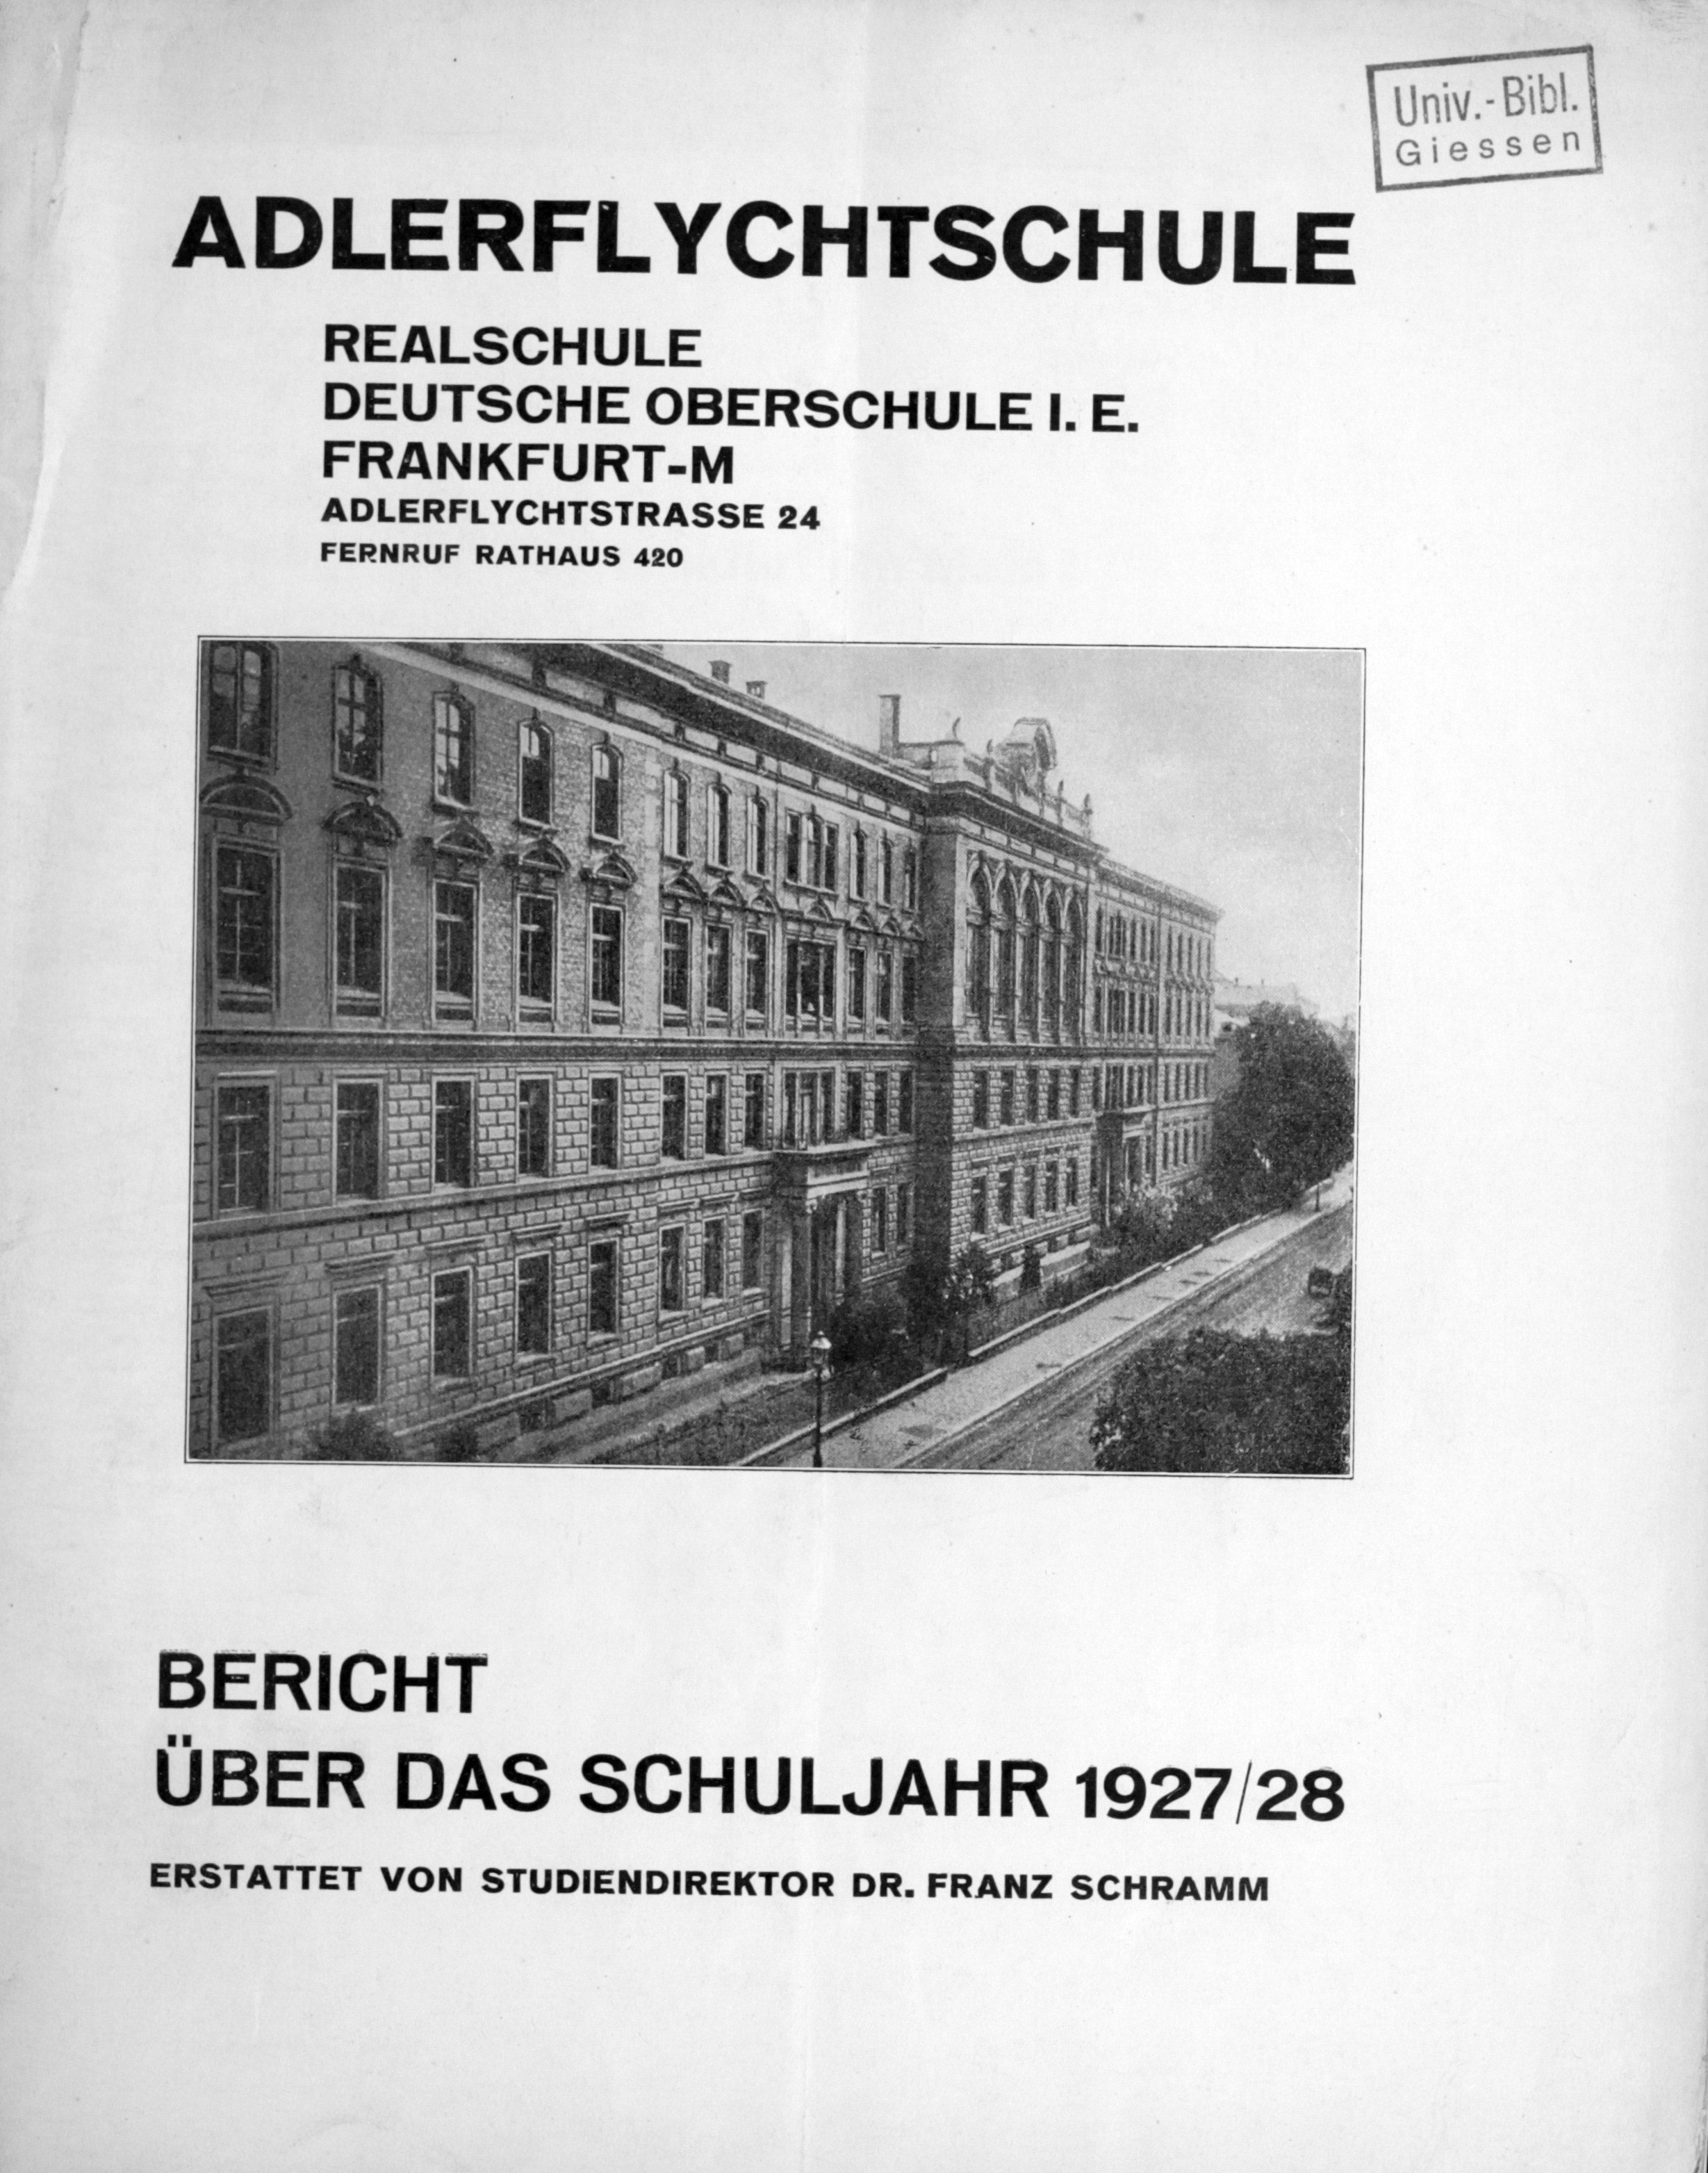 Univ.-Bibl.
Giessen
ADLERFLYCHTSCHULE
REALSCHULE
DEUTSCHE OBERSCHULE I. E.
FRANKFURT-M
ADLERFLYCHTSTRASSE 24
FERNRUF RATHAUS 420
BERICHT
ÜBER DAS SCHULJAHR 1927/28
ERSTATTET VON STUDIENDIREKTOR DR. FRANZ SCHRAMM